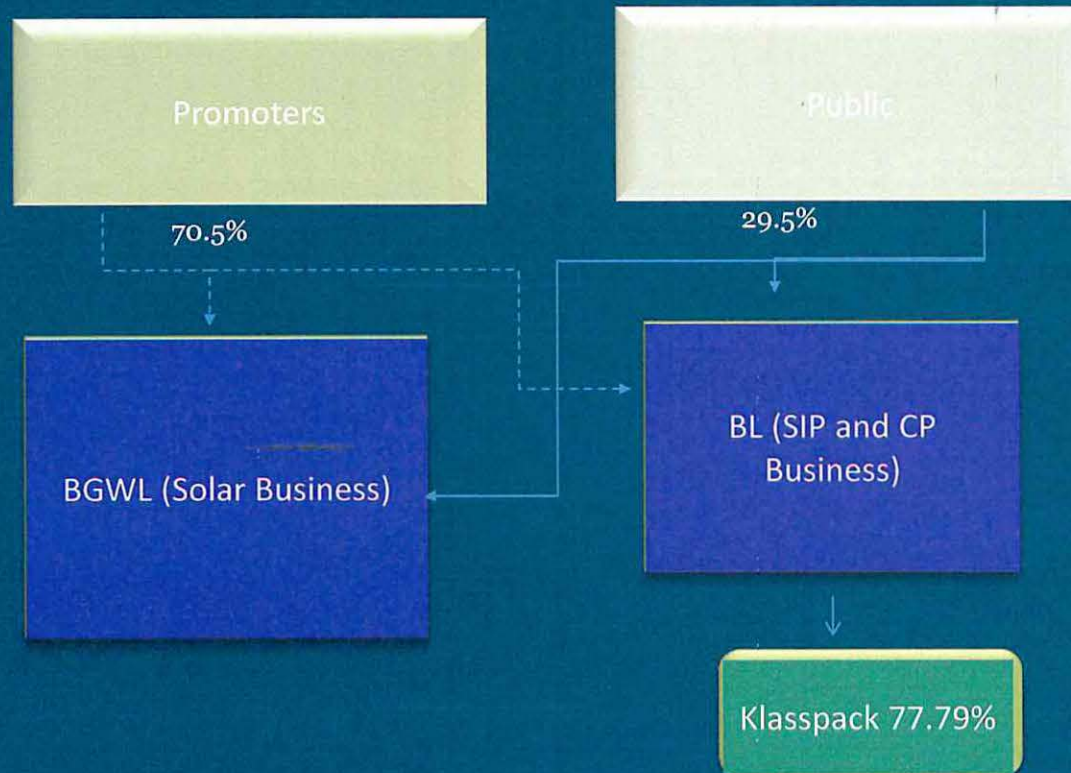 Promoters
Public
70.5%
29.5%
BGWL (Solar Business)
BL (SIP and CP
Business)
Klasspack 77.79%